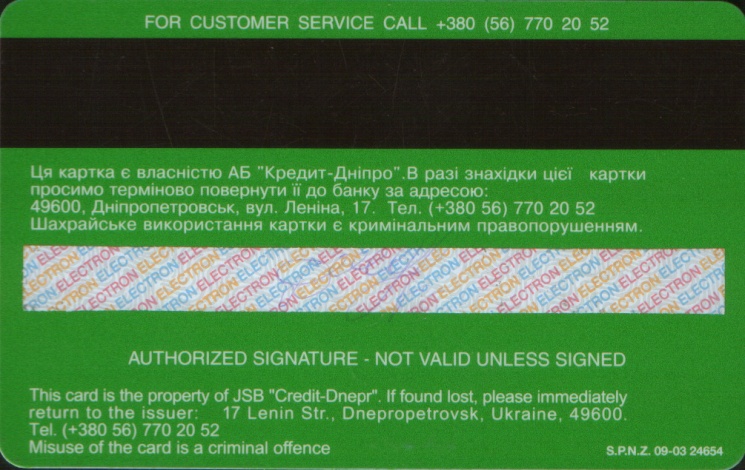 FOR CUSTOMER SERVICE CALL +380 (56) 770 20 52
Ця картка є власністю АБ "Кредит-Дніпро".В разі знахідки цієї картки
просимо терміново повернути її до банку за адресою:
49600, Дніпропетровськ, вул. Леніна, 17. Тел. (+380 56) 770 20 52
Шахрайське використання картки є кримінальним правопорушенням.
ELECTRON ELECTRON ELECTRON ELECTRON ELECTRON ELECTRON
AUTHORIZED SIGNATURE - NOT VALID UNLESS SIGNED
This card is the property of JSB "Credit-Dnepr". If found lost, please immediately
return to the issuer: 17 Lenin Str., Dnepropetrovsk, Ukraine, 49600.
Tel. (+380 56) 770 20 52
Misuse of the card is a criminal offence
S.P.N.Z. 09-03 24654